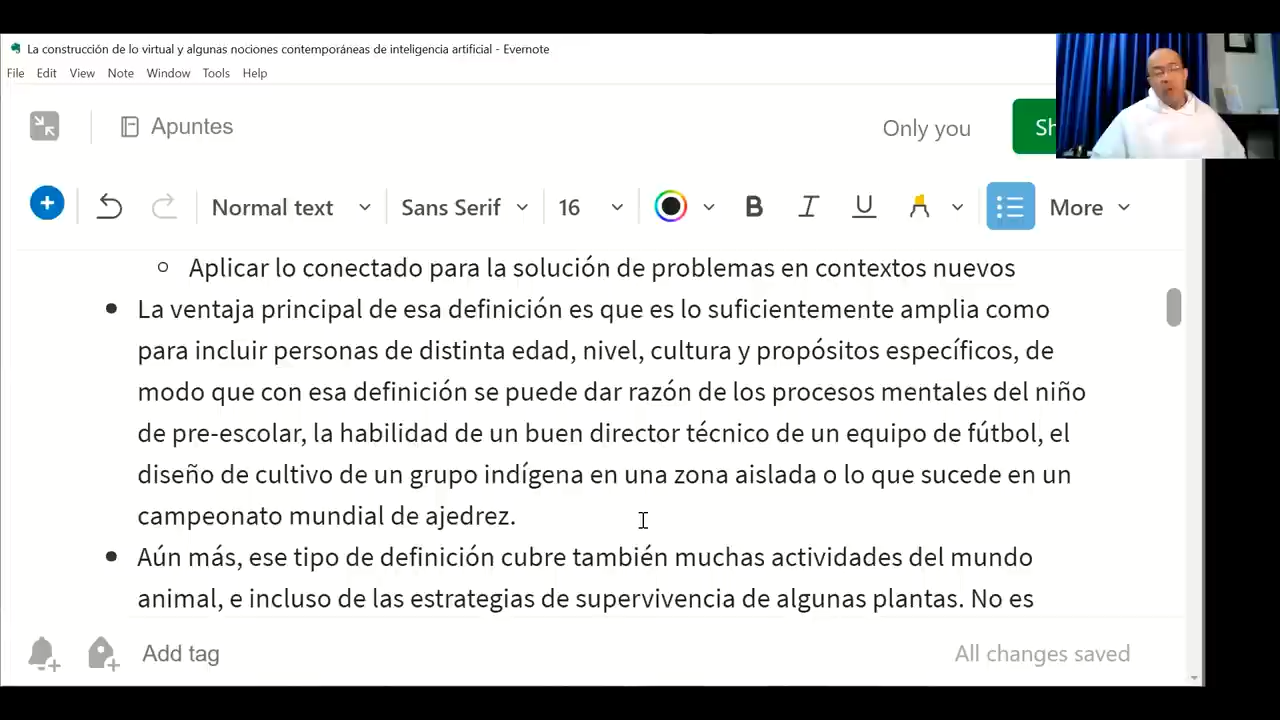 La construcción de lo virtual y algunas nociones contemporáneas de inteligencia artificial - Evernote
File Edit View Note Window Tools Help
Apuntes
Only you
Sh
Normal text
Sans Serif
16
B I U
More
Aplicar lo conectado para la solución de problemas en contextos nuevos
La ventaja principal de esa definición es que es lo suficientemente amplia como
para incluir personas de distinta edad, nivel, cultura y propósitos específicos, de
modo que con esa definición se puede dar razón de los procesos mentales del niño
de pre-escolar, la habilidad de un buen director técnico de un equipo de fútbol, el
diseño de cultivo de un grupo indígena en una zona aislada o lo que sucede en un
campeonato mundial de ajedrez.
Aún más, ese tipo de definición cubre también muchas actividades del mundo
animal, e incluso de las estrategias de supervivencia de algunas plantas. No es
Add tag
All changes saved